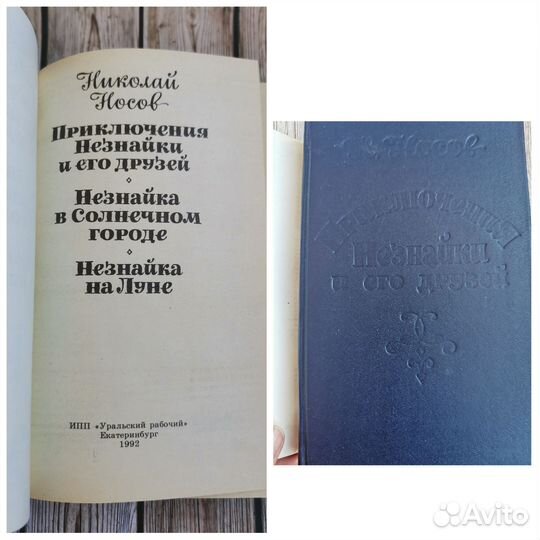 Николай
Носов
Приключения
Незнайки
и его друзей
Незнайка
в Солнечном
городе
Незнайка
на Луне
ИПП «Уральский рабочий»
Екатеринбург
1992
Носов
Приключения
Незнайки
и его друзей
Avito